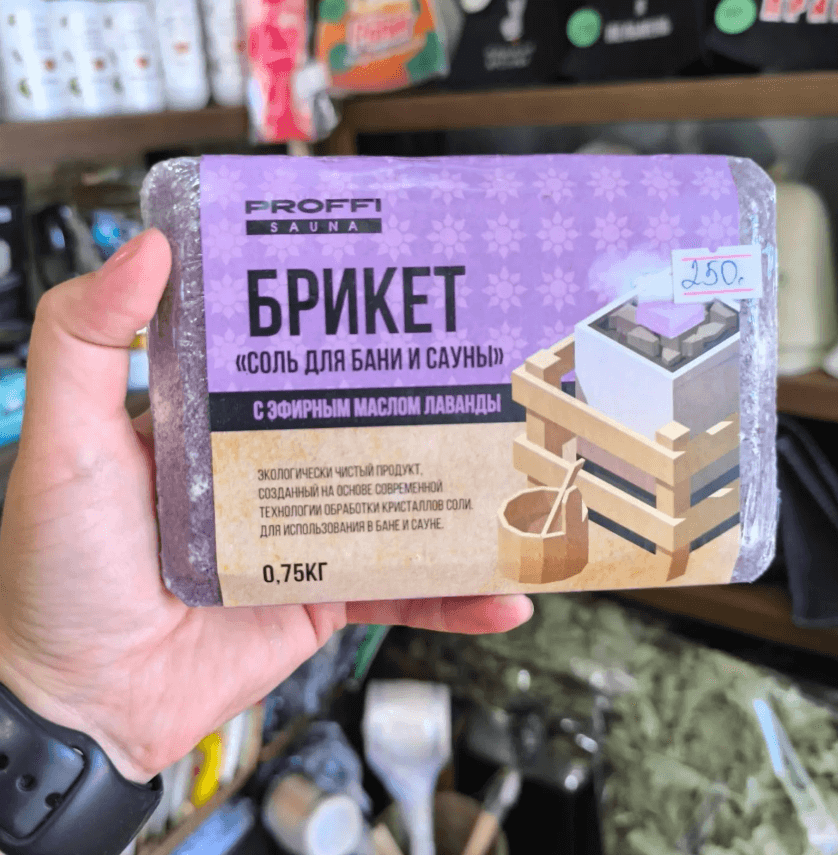 PROFFI
SAUNA
БРИКЕТ
«СОЛЬ ДЛЯ БАНИ И САУНЫ»
С ЭФИРНЫМ МАСЛОМ ЛАВАНДЫ
250.
ЭКОЛОГИЧЕСКИ ЧИСТЫЙ ПРОДУКТ,
СОЗДАННЫЙ НА ОСНОВЕ СОВРЕМЕННОЙ
ТЕХНОЛОГИИ ОБРАБОТКИ КРИСТАЛЛОВ СОЛИ.
ДЛЯ ИСПОЛЬЗОВАНИЯ В БАНЕ И САУНЕ.
0,75КГ